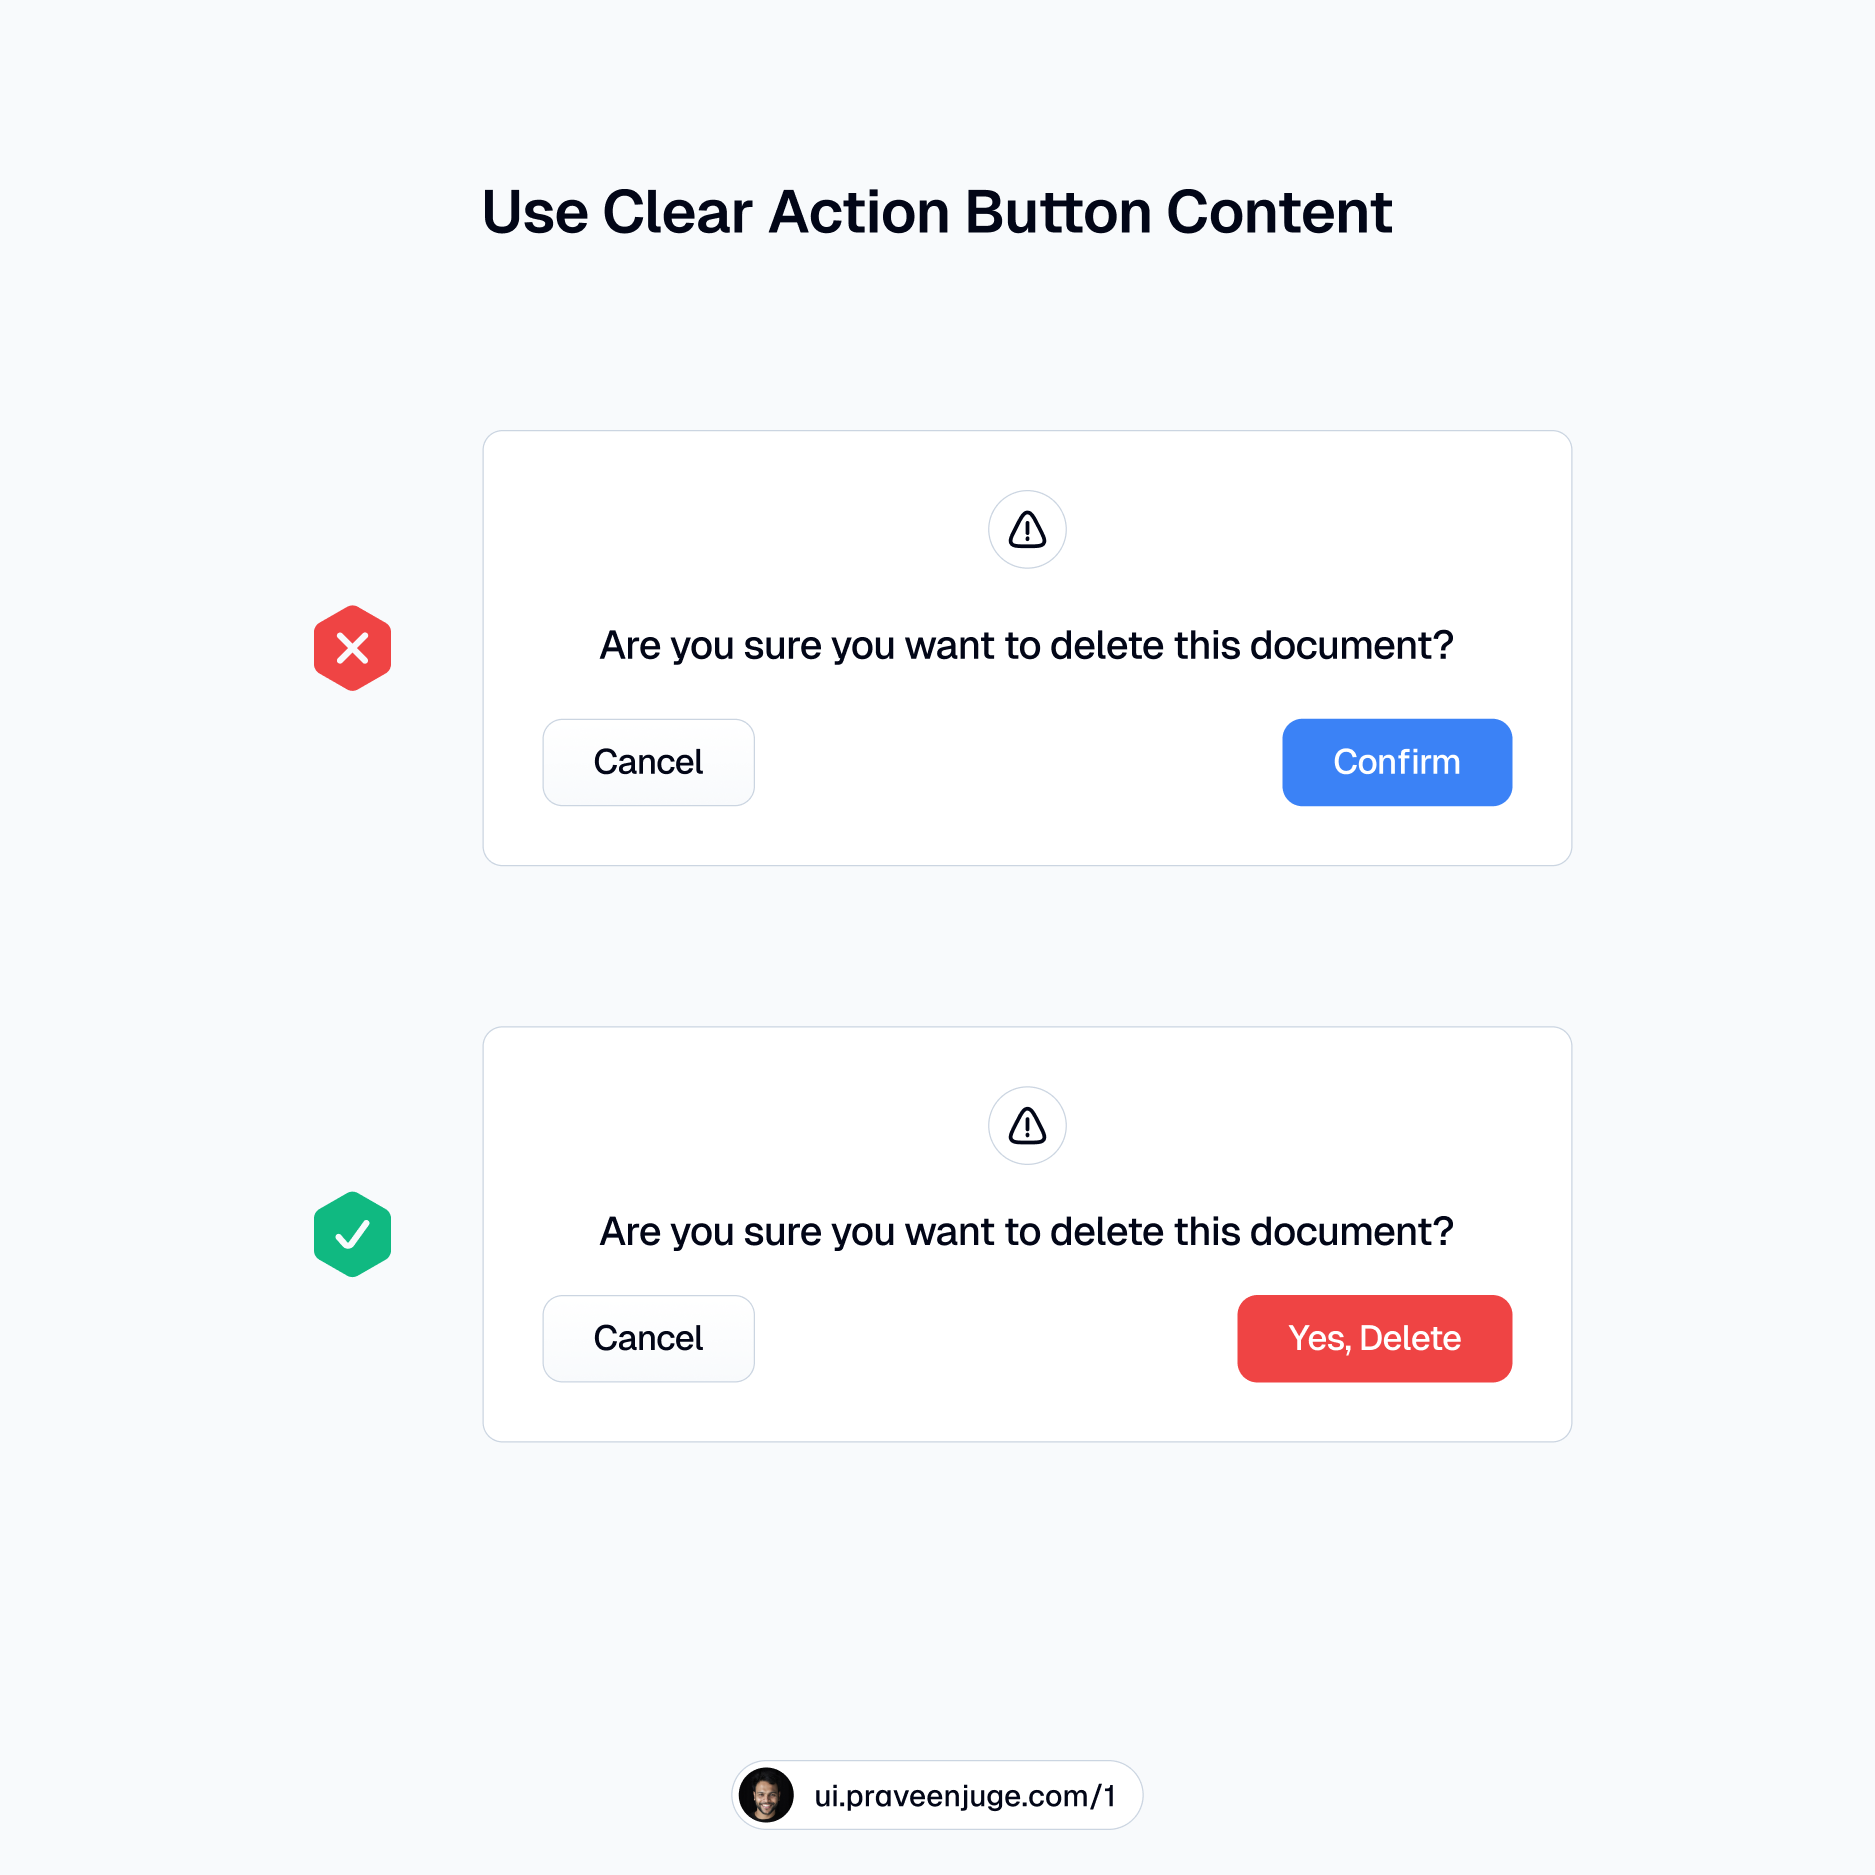 Use Clear Action Button Content
Are you sure you want to delete this document?
Cancel
Confirm
Are you sure you want to delete this document?
Cancel
Yes, Delete
ui.praveenjuge.com/1